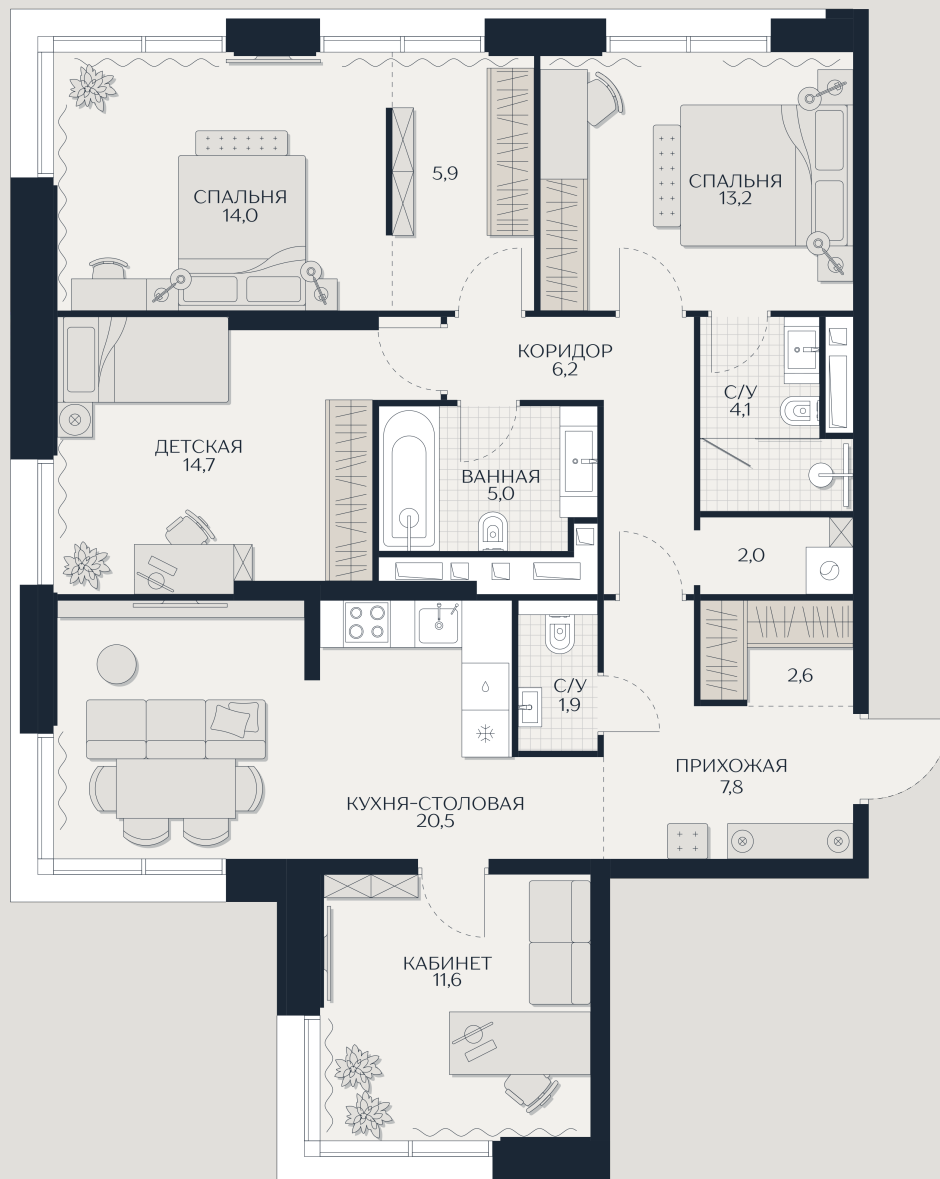 СПАЛЬНЯ
14,0
5,9
СПАЛЬНЯ
13,2
КОРИДОР
6,2
С/У
4,1
ДЕТСКАЯ
14,7
ВАННАЯ
5,0
2,0
С/У
1,9
2,6
ПРИХОЖАЯ
7,8
КУХНЯ-СТОЛОВАЯ
20,5
КАБИНЕТ
11,6